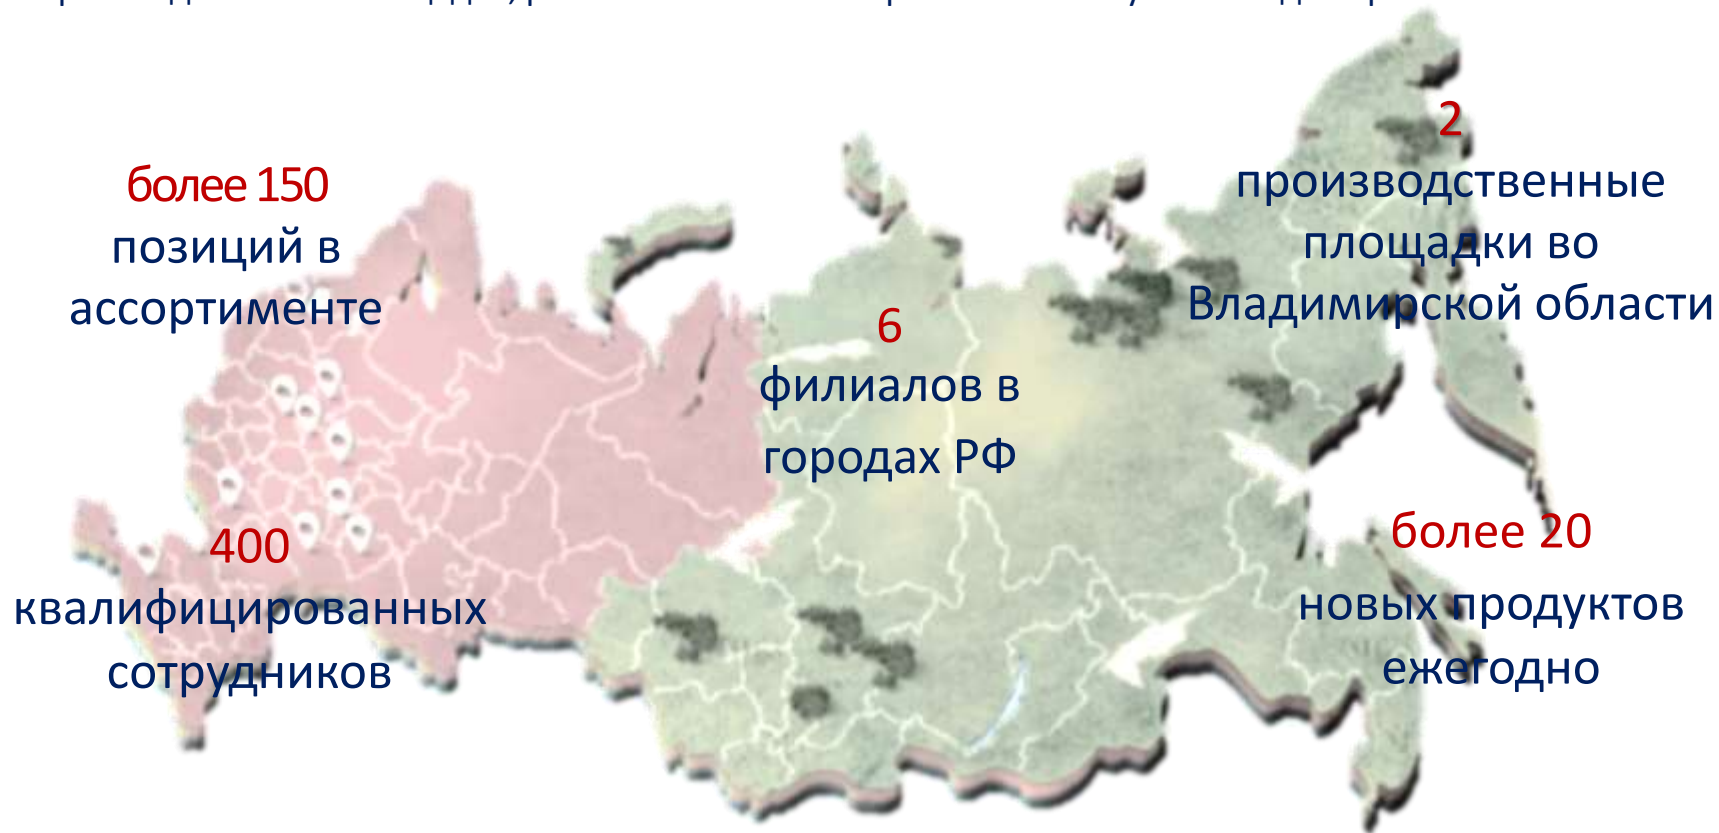 более 150
позиций в
ассортименте
6
филиалов в
городах РФ
2
производственные
площадки во
Владимирской области
400
квалифицированных
сотрудников
более 20
новых продуктов
ежегодно